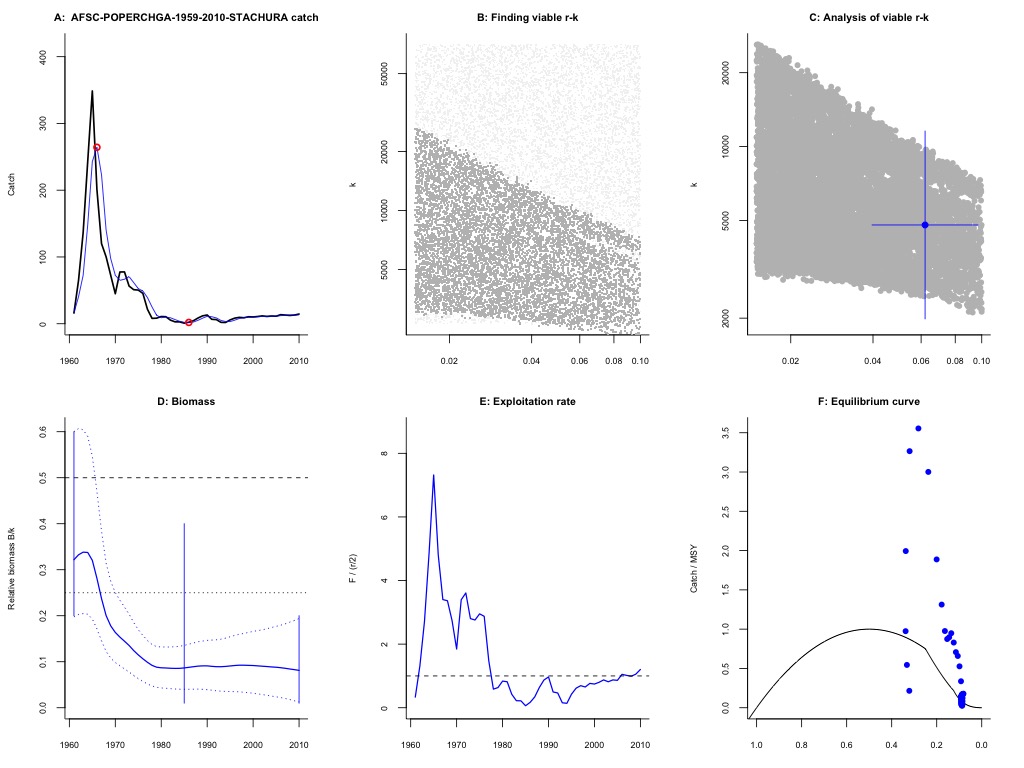 A:  AFSC-POPERCHGA-1959-2010-STACHURA catch
Catch
400
300
200
100
0
1960 1970 1980 1990 2000 2010
B: Finding viable r-k
k
50000
20000
10000
5000
0.02 0.04 0.06 0.08 0.10
C: Analysis of viable r-k
k
20000
10000
5000
2000
0.02 0.04 0.06 0.08 0.10
D: Biomass
Relative biomass B/k
0.6
0.5
0.4
0.3
0.2
0.1
0.0
1960 1970 1980 1990 2000 2010
E: Exploitation rate
F / (r/2)
8
6
4
2
0
1960 1970 1980 1990 2000 2010
F: Equilibrium curve
Catch / MSY
3.5
3.0
2.5
2.0
1.5
1.0
0.5
0.0
1.0 0.8 0.6 0.4 0.2 0.0